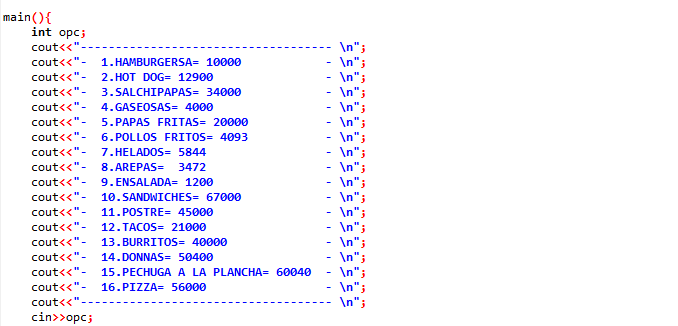 main(){
    int opc;
    cout<<"----------------------------------- \n";
    cout<<"-  1.HAMBURGERSA= 10000            - \n";
    cout<<"-  2.HOT DOG= 12900                - \n";
    cout<<"-  3.SALCHIPAPAS= 34000            - \n";
    cout<<"-  4.GASEOSAS= 4000                - \n";
    cout<<"-  5.PAPAS FRITAS= 20000           - \n";
    cout<<"-  6.POLLOS FRITOS= 4093           - \n";
    cout<<"-  7.HELADOS= 5844                 - \n";
    cout<<"-  8.AREPAS=  3472                 - \n";
    cout<<"-  9.ENSALADA= 1200                - \n";
    cout<<"-  10.SANDWICHES= 67000            - \n";
    cout<<"-  11.POSTRE= 45000                - \n";
    cout<<"-  12.TACOS= 21000                 - \n";
    cout<<"-  13.BURRITOS= 40000              - \n";
    cout<<"-  14.DONNAS= 50400                - \n";
    cout<<"-  15.PECHUGA A LA PLANCHA= 60040  - \n";
    cout<<"-  16.PIZZA= 56000                 - \n";
    cout<<"----------------------------------- \n";
    cin>>opc;